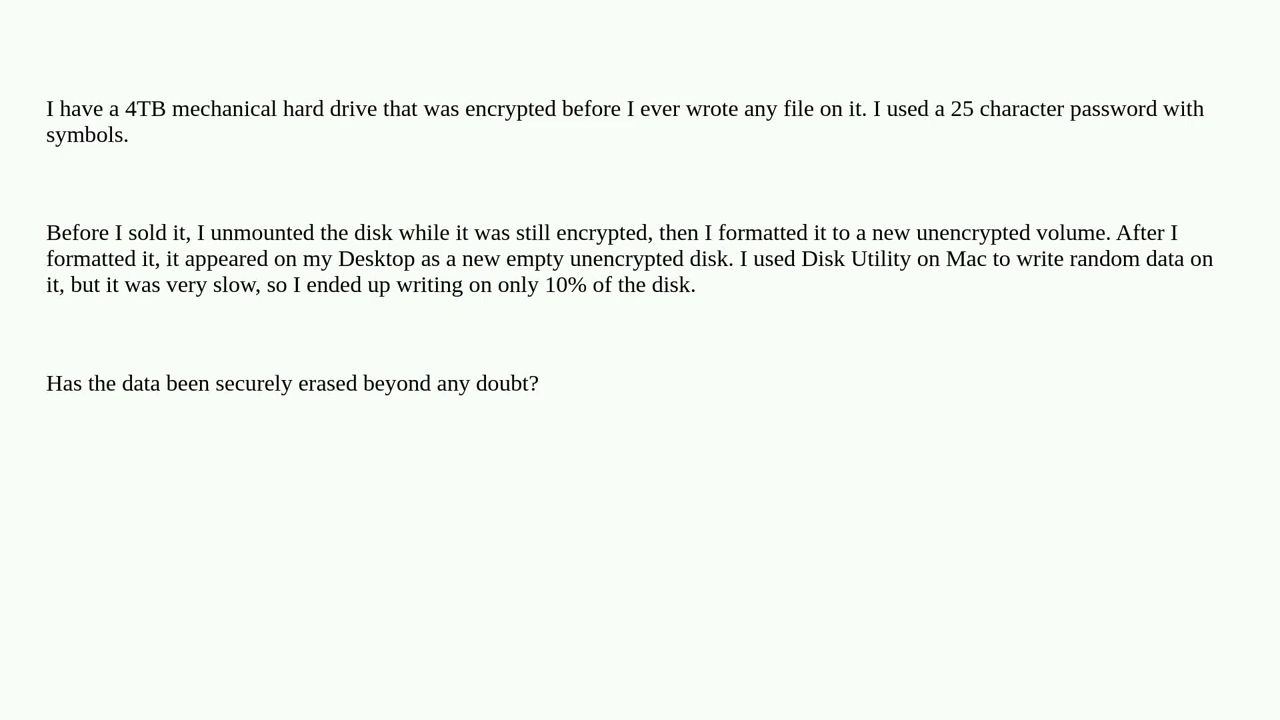 I have a 4TB mechanical hard drive that was encrypted before I ever wrote any file on it. I used a 25 character password with
symbols.
Before I sold it, I unmounted the disk while it was still encrypted, then I formatted it to a new unencrypted volume. After I
formatted it, it appeared on my Desktop as a new empty unencrypted disk. I used Disk Utility on Mac to write random data on
it, but it was very slow, so I ended up writing on only 10% of the disk.
Has the data been securely erased beyond any doubt?